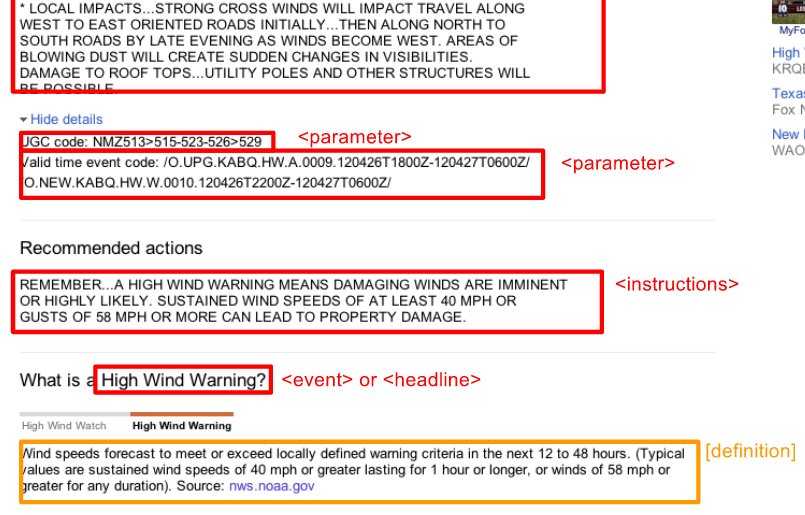 * LOCAL IMPACTS...STRONG CROSS WINDS WILL IMPACT TRAVEL ALONG
WEST TO EAST ORIENTED ROADS INITIALLY...THEN ALONG NORTH TO
SOUTH ROADS BY LATE EVENING AS WINDS BECOME WEST. AREAS OF
BLOWING DUST WILL CREATE SUDDEN CHANGES IN VISIBILITIES.
DAMAGE TO ROOF TOPS...UTILITY POLES AND OTHER STRUCTURES WILL
BE POSSIBLE.
Hide details
UGC code: NMZ513>515-523-526>529
<parameter>
Valid time event code: /O.UPG.KABQ.HW.A.0009.120426T1800Z-120427T0600Z/
/O.NEW.KABQ.HW.W.0010.120426T2200Z-120427T0600Z/
<parameter>
Recommended actions
REMEMBER...A HIGH WIND WARNING MEANS DAMAGING WINDS ARE IMMINENT
OR HIGHLY LIKELY. SUSTAINED WIND SPEEDS OF AT LEAST 40 MPH OR
GUSTS OF 58 MPH OR MORE CAN LEAD TO PROPERTY DAMAGE.
<instructions>
What is a High Wind Warning? <event> or <headline>
High Wind Watch High Wind Warning
Wind speeds forecast to meet or exceed locally defined warning criteria in the next 12 to 48 hours. (Typical
values are sustained wind speeds of 40 mph or greater lasting for 1 hour or longer, or winds of 58 mph or
greater for any duration). Source: nws.noaa.gov
[definition]
MyFo
High
KRQE
Texas
Fox N
New
WAO